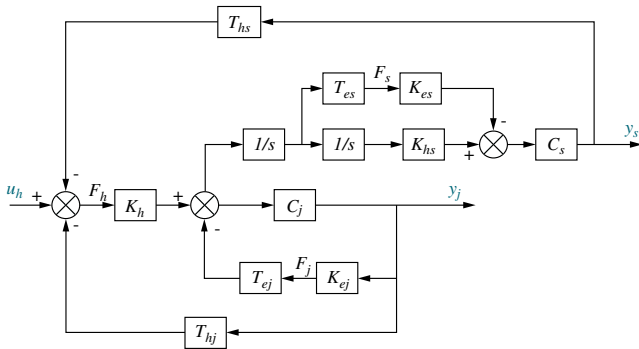 T_hs
F_s
T_es K_es
-
y_s
1/s 1/s K_hs + C_s
-
u_h + F_h K_h + C_j y_j
- -
T_ej F_j K_ej
T_hj